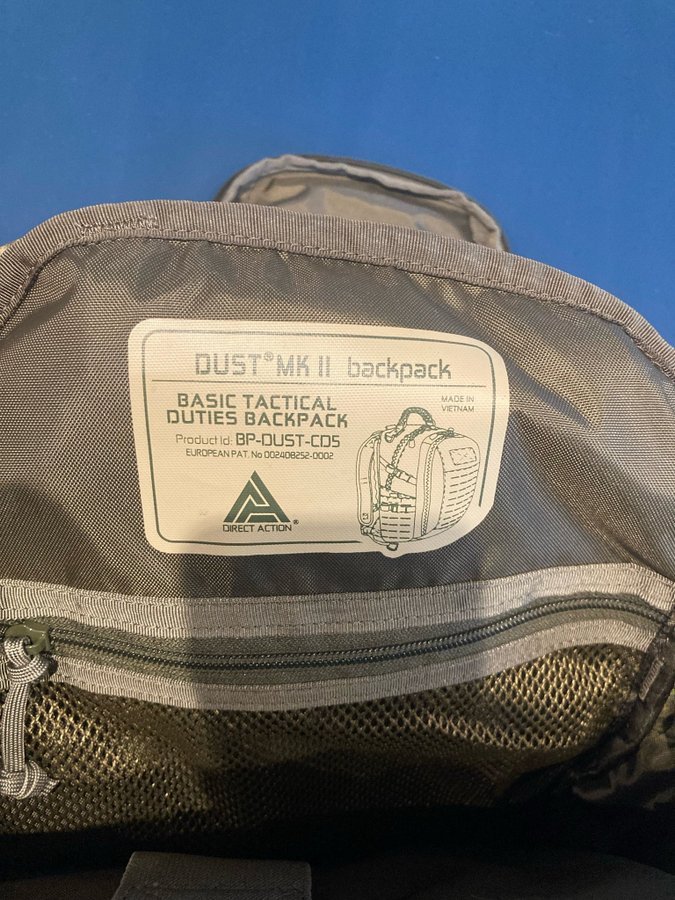 DUST® MK II backpack
BASIC TACTICAL
DUTIES BACKPACK
MADE IN
VIETNAM
Product id: BP-DUST-CD5
EUROPEAN PAT. No 002408252-0002
DIRECT ACTION®